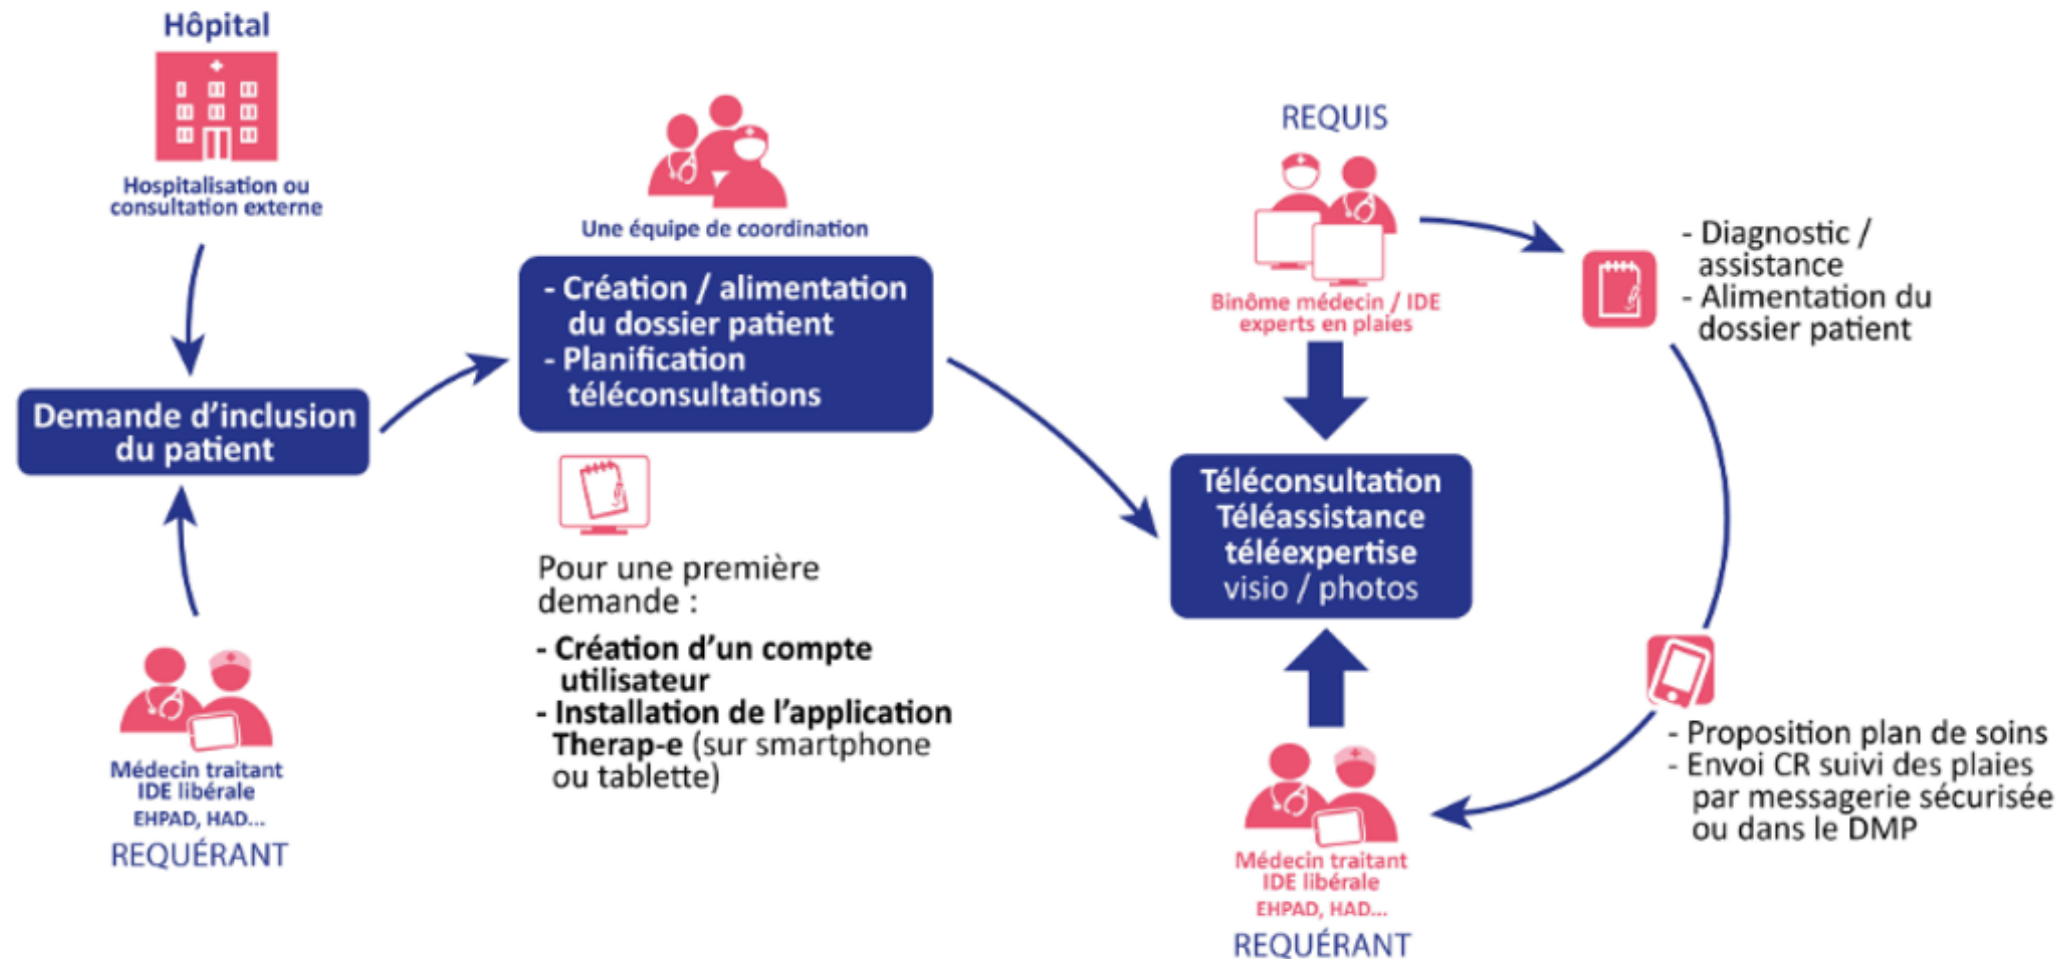 Hôpital
Hospitalisation ou
consultation externe
Demande d'inclusion
du patient
Médecin traitant
IDE libérale
EHPAD, HAD...
REQUÉRANT
Une équipe de coordination
- Création / alimentation
du dossier patient
- Planification
téléconsultations
Pour une première
demande :
- Création d'un compte
utilisateur
- Installation de l'application
Therap-e (sur smartphone
ou tablette)
REQUIS
Binôme médecin / IDE
experts en plaies
Téléconsultation
Téléassistance
téléexpertise
visio / photos
Médecin traitant
IDE libérale
EHPAD, HAD...
REQUÉRANT
- Diagnostic /
assistance
- Alimentation du
dossier patient
- Proposition plan de soins
- Envoi CR suivi des plaies
par messagerie sécurisée
ou dans le DMP